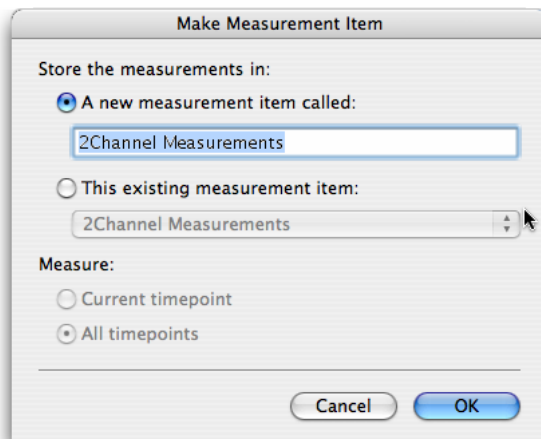 Make Measurement Item
Store the measurements in:
A new measurement item called:
2Channel Measurements
This existing measurement item:
2Channel Measurements
Measure:
Current timepoint
All timepoints
Cancel OK